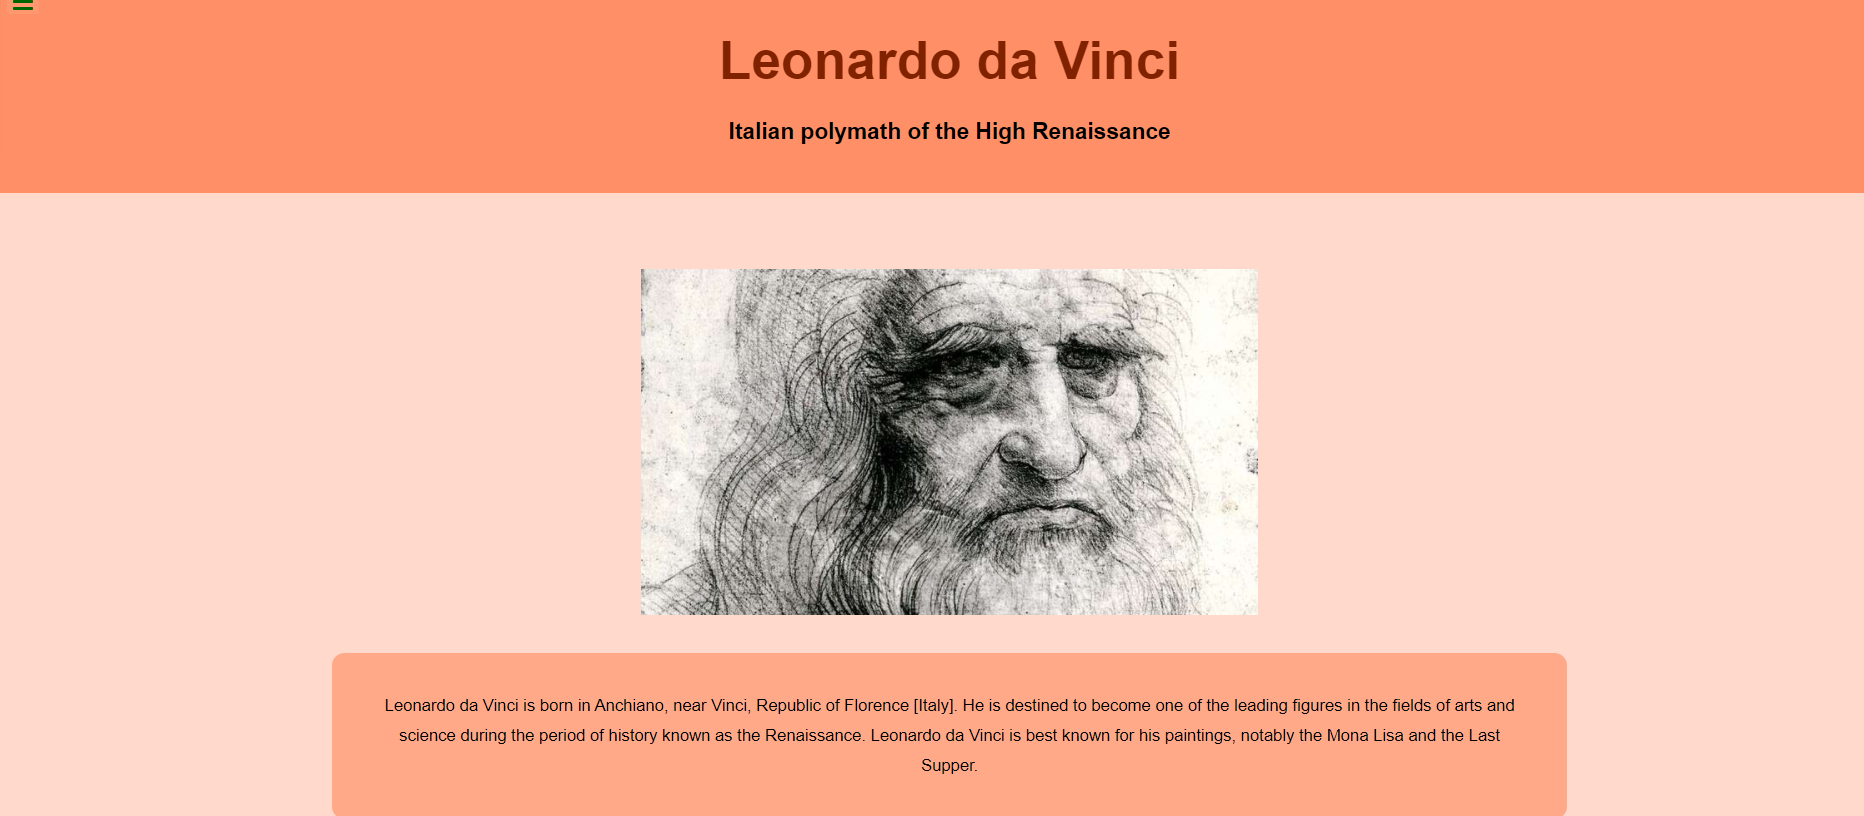 Leonardo da Vinci
Italian polymath of the High Renaissance
Leonardo da Vinci is born in Anchiano, near Vinci, Republic of Florence [Italy]. He is destined to become one of the leading figures in the fields of arts and
science during the period of history known as the Renaissance. Leonardo da Vinci is best known for his paintings, notably the Mona Lisa and the Last
Supper.